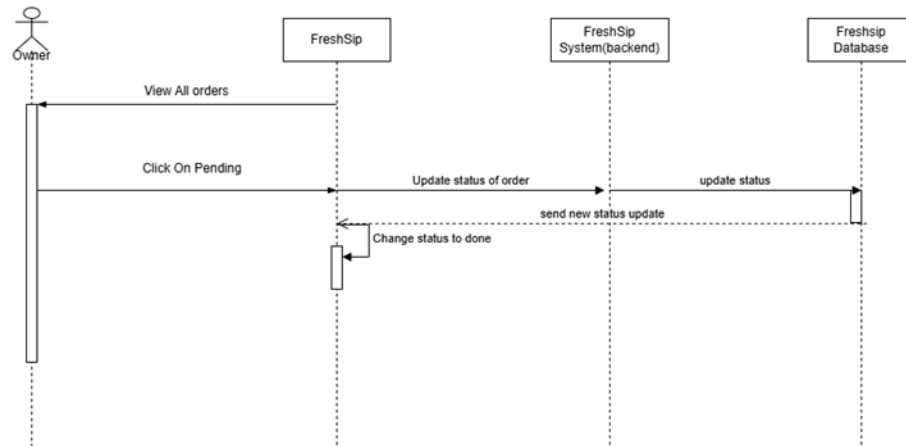 Owner
FreshSip
FreshSip
System(backend)
Freshsip
Database
View All orders
Click On Pending
Update status of order
update status
send new status update
Change status to done